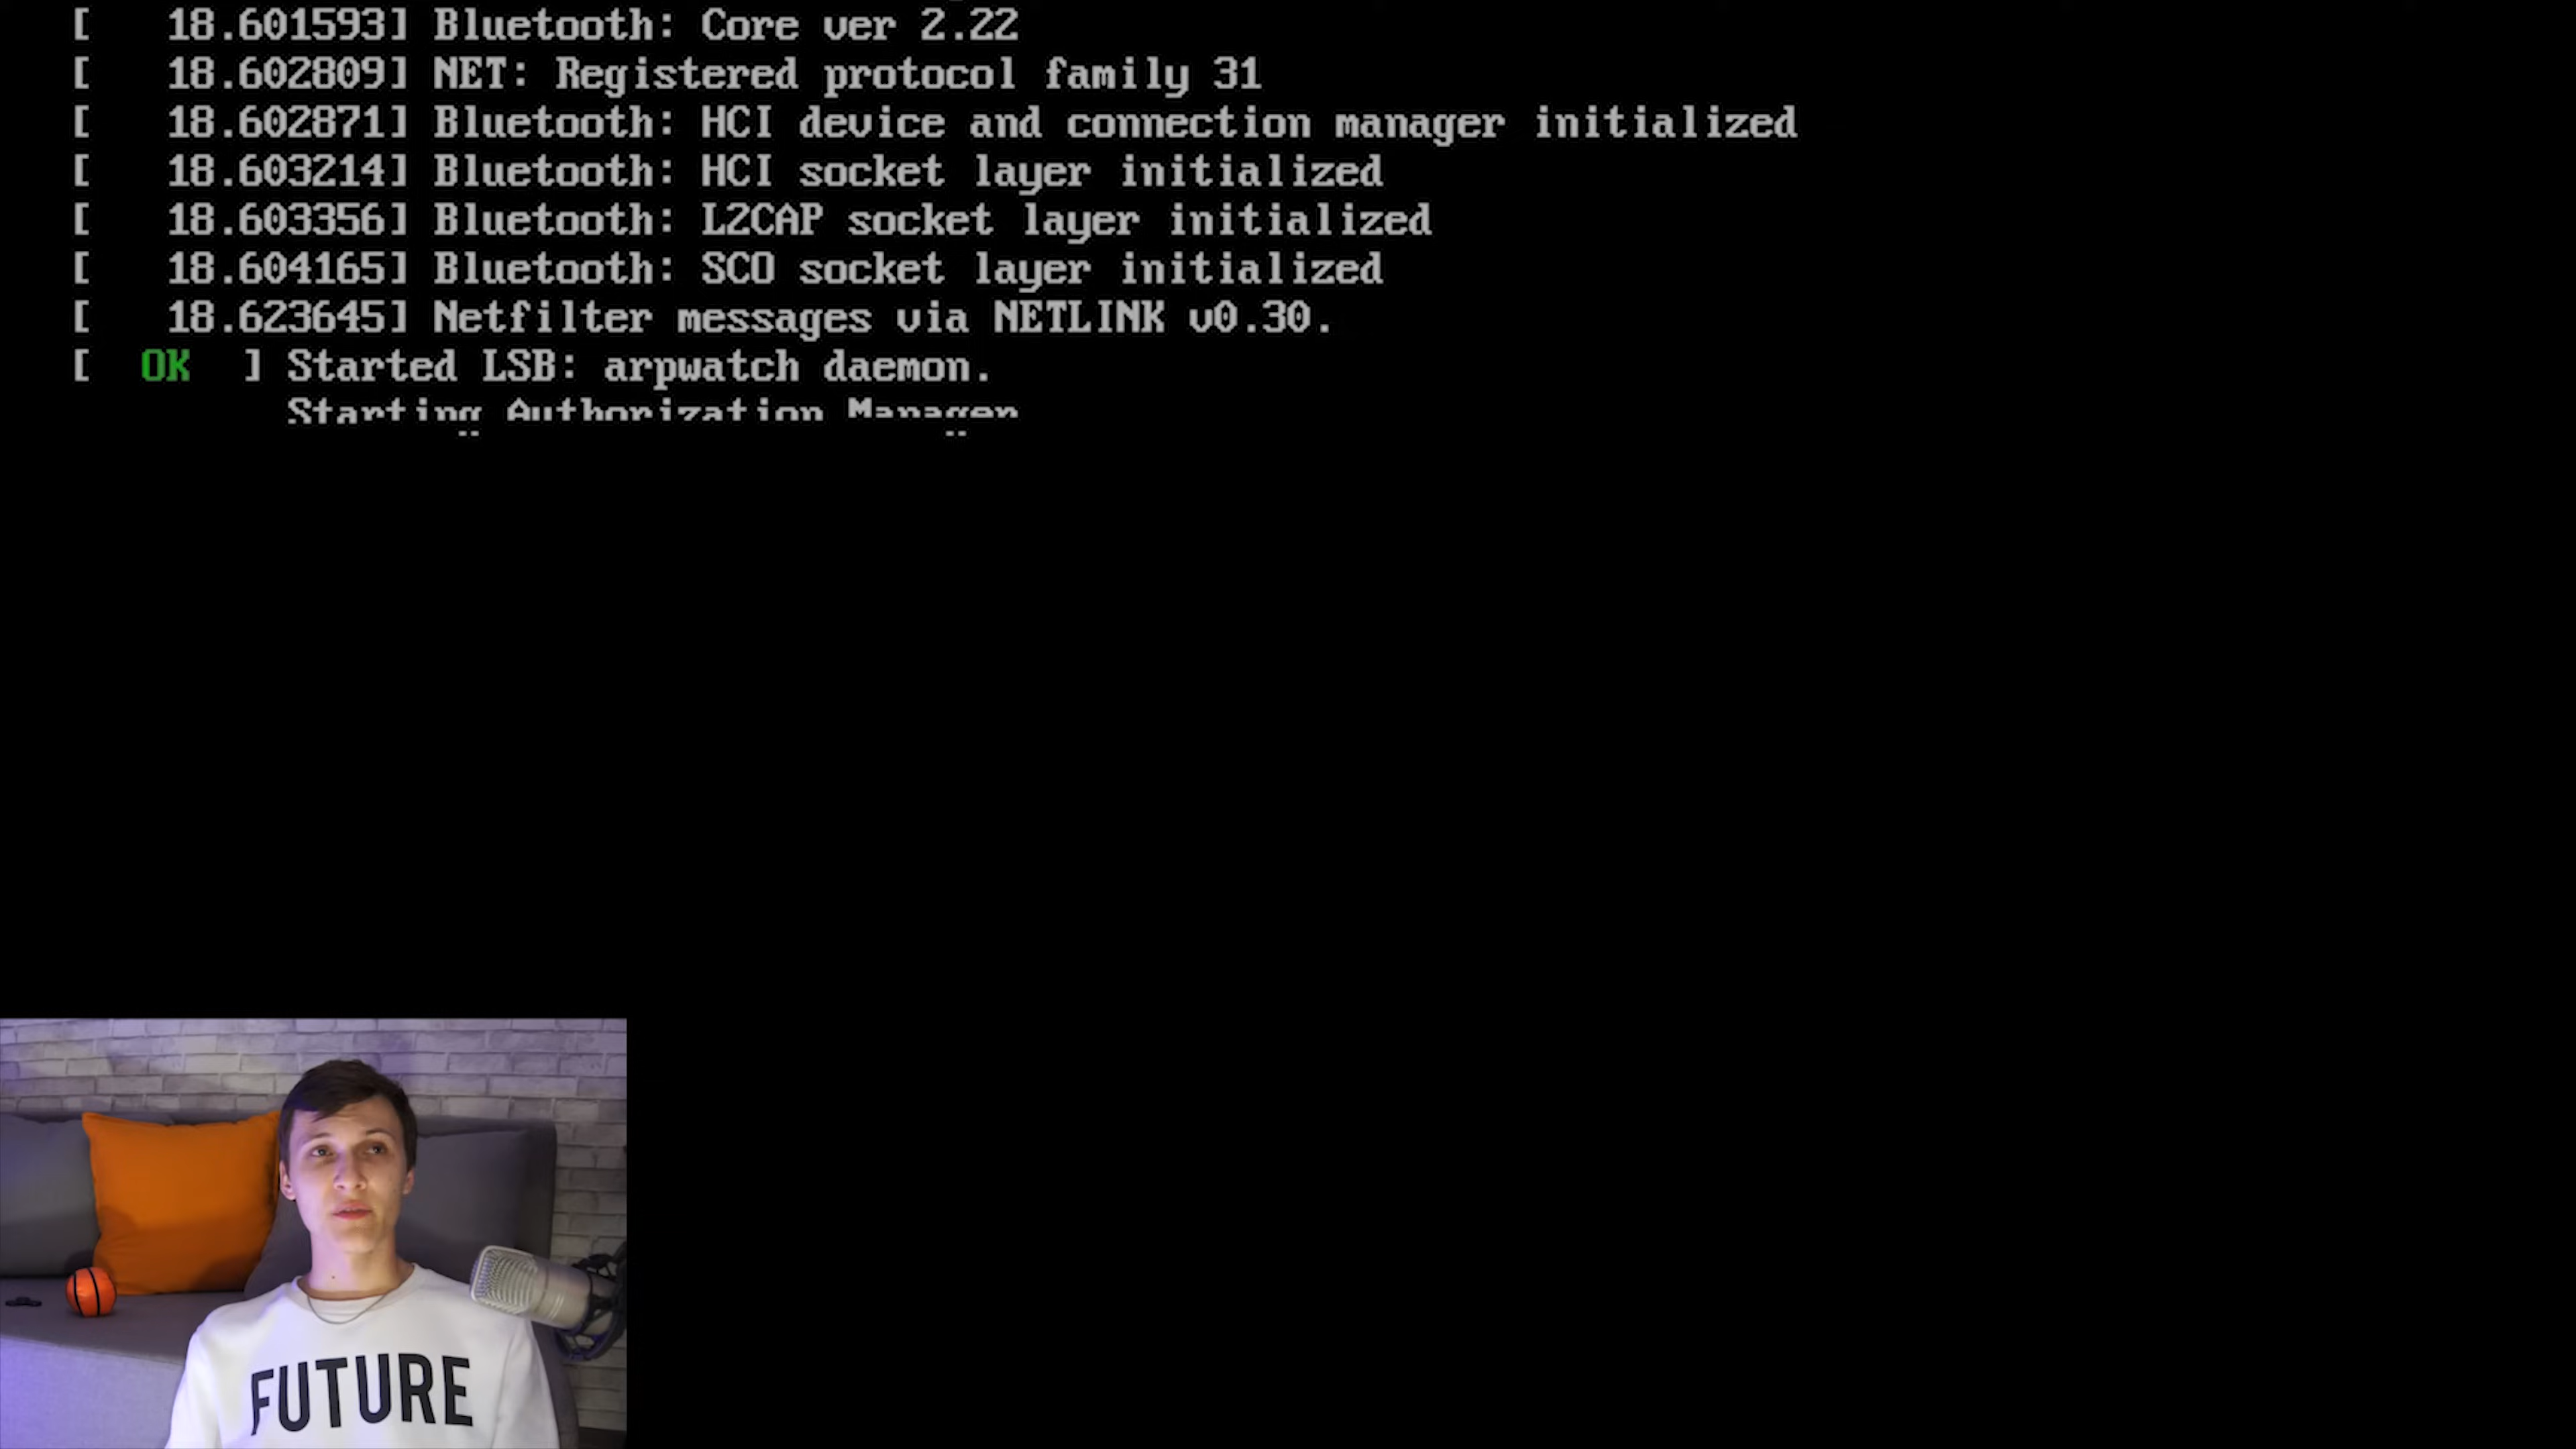 [   18.601593] Bluetooth: Core ver 2.22
[   18.602809] NET: Registered protocol family 31
[   18.602871] Bluetooth: HCI device and connection manager initialized
[   18.603214] Bluetooth: HCI socket layer initialized
[   18.603356] Bluetooth: L2CAP socket layer initialized
[   18.604165] Bluetooth: SCO socket layer initialized
[   18.623645] Netfilter messages via NETLINK v0.30.
[  OK  ] Started LSB: arpwatch daemon.
Starting Authorization Manager
FUTURE